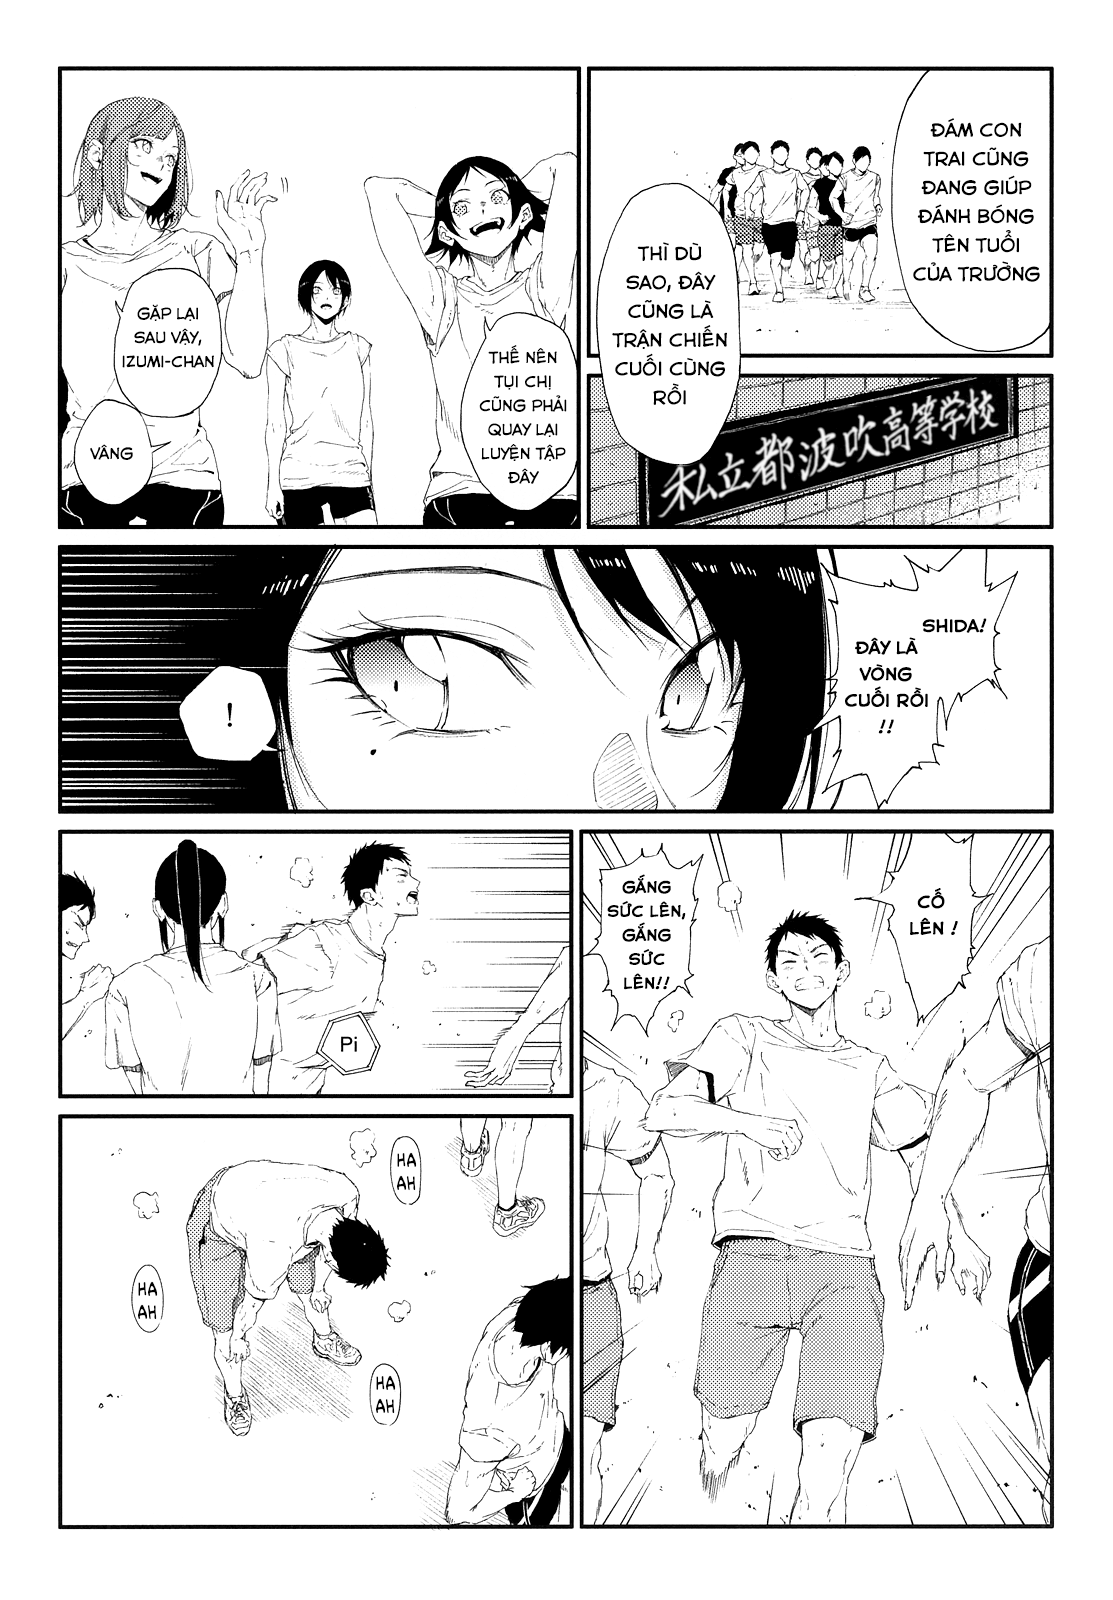 ĐÁM CON
TRAI CŨNG
ĐANG GIÚP
ĐÁNH BÓNG
TÊN TUỔI
CỦA TRƯỜNG
THÌ DÙ
SAO, ĐÂY
CŨNG LÀ
TRẬN CHIẾN
CUỐI CÙNG
RỒI
私立都波吹高等学校
THẾ NÊN
TỤI CHỊ
CŨNG PHẢI
QUAY LẠI
LUYỆN TẬP
ĐÂY
GẶP LẠI
SAU VẬY,
IZUMI-CHAN
VÂNG
SHIDA!
ĐÂY LÀ
VÒNG
CUỐI RỒI
!!
!
CỐ
LÊN !
GẮNG
SỨC LÊN,
GẮNG
SỨC
LÊN!!
Pi
HA
AH
HA
AH
HA
AH